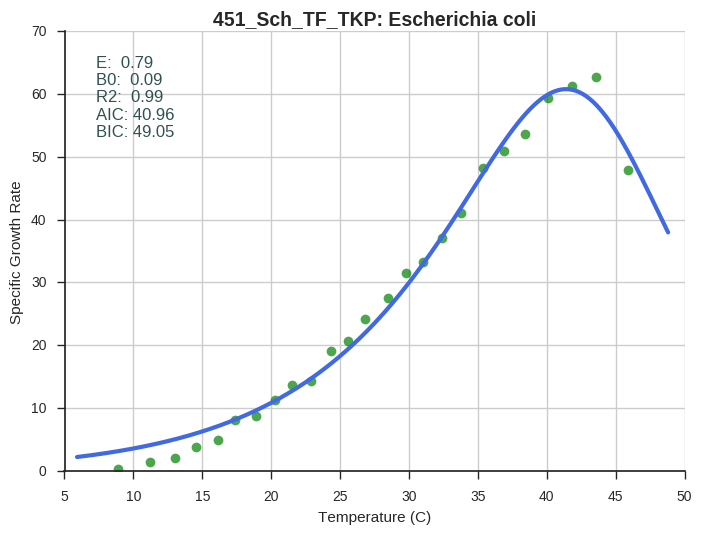 451_Sch_TF_TKP: Escherichia coli
E:  0.79
B0:  0.09
R2:  0.99
AIC: 40.96
BIC: 49.05
Specific Growth Rate
70
60
50
40
30
20
10
0
5 10 15 20 25 30 35 40 45 50
Temperature (C)